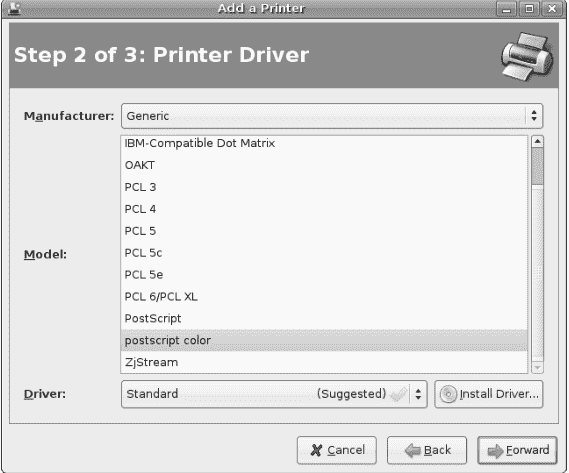 Add a Printer
Step 2 of 3: Printer Driver
Manufacturer: Generic
IBM-Compatible Dot Matrix
OAKT
PCL 3
PCL 4
PCL 5
PCL 5c
Model: PCL 5e
PCL 6/PCL XL
PostScript
postscript color
ZjStream
Driver: Standard (Suggested) Install Driver...
Cancel Back Forward